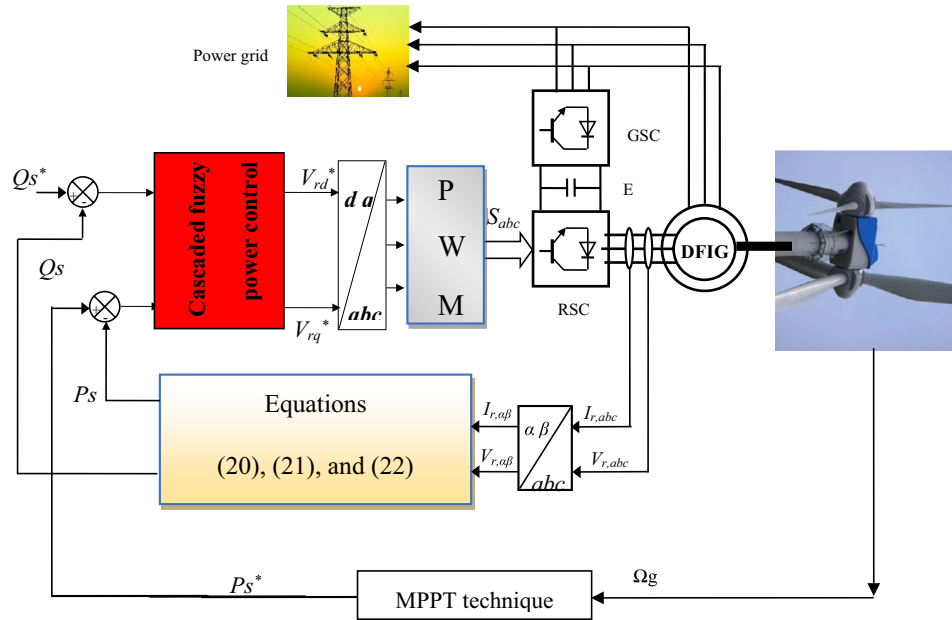 Power grid
GSC
E
Qs*
+
-
Cascaded fuzzy
power control
Vrd*
d q
abc
P
W
M
Sabc
RSC
DFIG
Qs
+
-
Vrq*
Ps
Equations
(20), (21), and (22)
Ir,αβ
Vr,αβ
α β
abc
Ir,abc
Vr,abc
Ps*
MPPT technique
Ωg